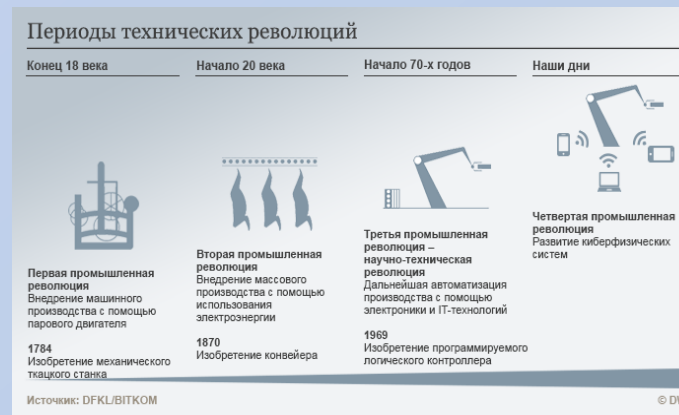 Периоды технических революций
Конец 18 века
Начало 20 века
Начало 70-х годов
Наши дни
Первая промышленная
революция
Внедрение машинного
производства с помощью
парового двигателя
1784
Изобретение механического
ткацкого станка
Вторая промышленная
революция
Внедрение массового
производства с помощью
использования
электроэнергии
1870
Изобретение конвейера
Третья промышленная
революция –
научно-техническая
революция
Дальнейшая автоматизация
производства с помощью
электроники и IT-технологий
1969
Изобретение программируемого
логического контроллера
Четвертая промышленная
революция
Развитие киберфизических
систем
Источкик: DFKL/BITKOM
© DW